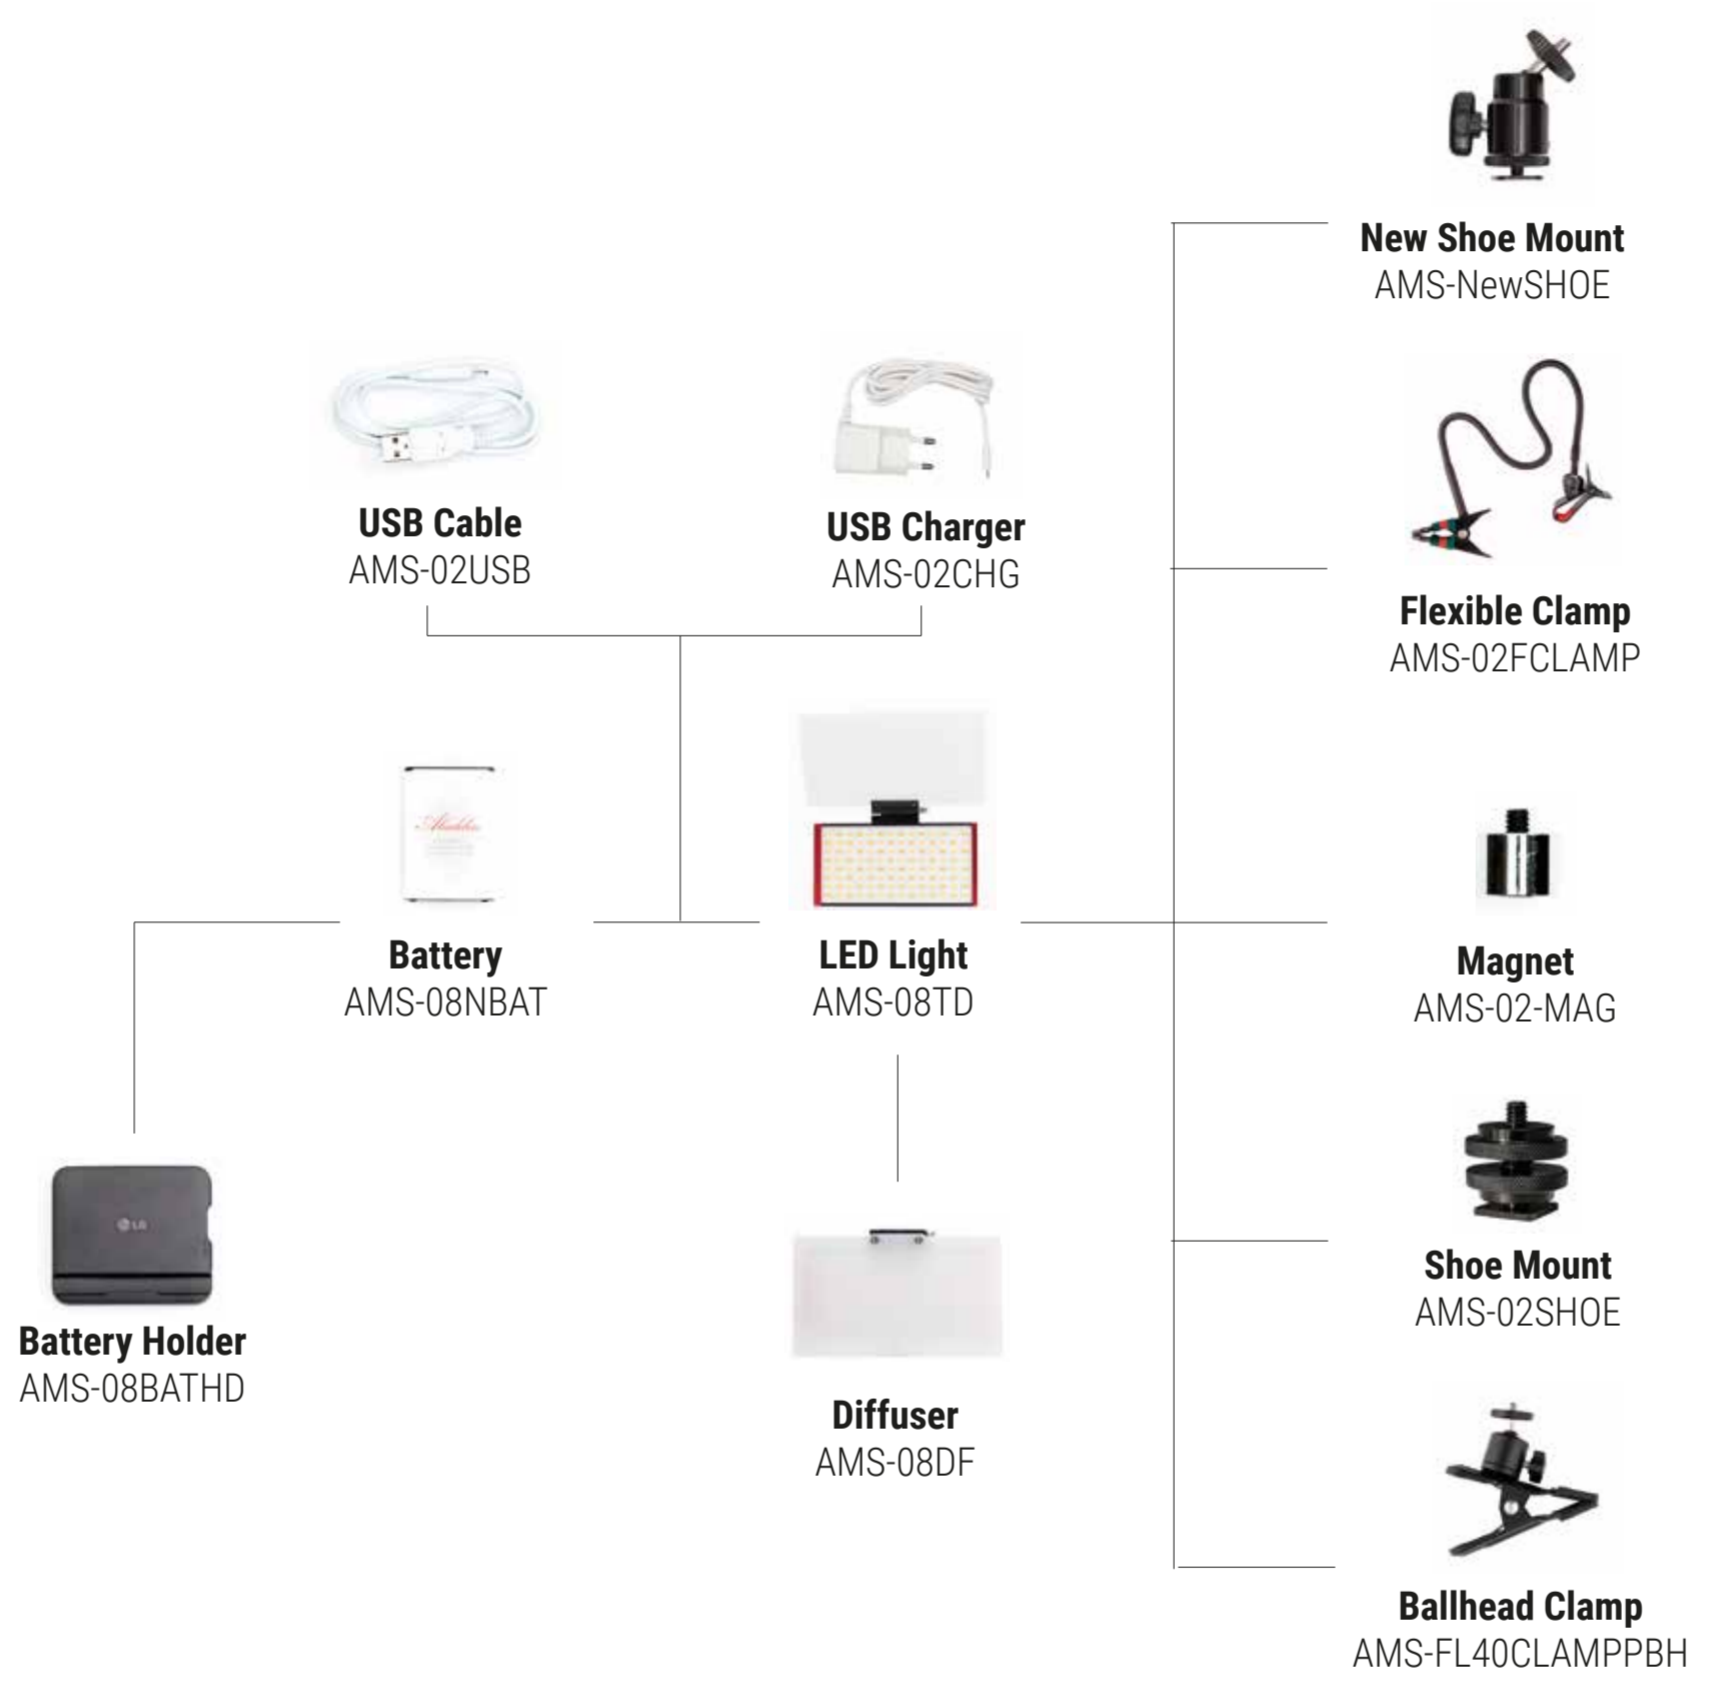 New Shoe Mount
AMS-NewSHOE
USB Cable
AMS-02USB
USB Charger
AMS-02CHG
Flexible Clamp
AMS-02FCLAMP
Aladdin
Battery
AMS-08NBAT
LED Light
AMS-08TD
Magnet
AMS-02-MAG
LG
Battery Holder
AMS-08BATHD
Shoe Mount
AMS-02SHOE
Diffuser
AMS-08DF
Ballhead Clamp
AMS-FL40CLAMPPBH